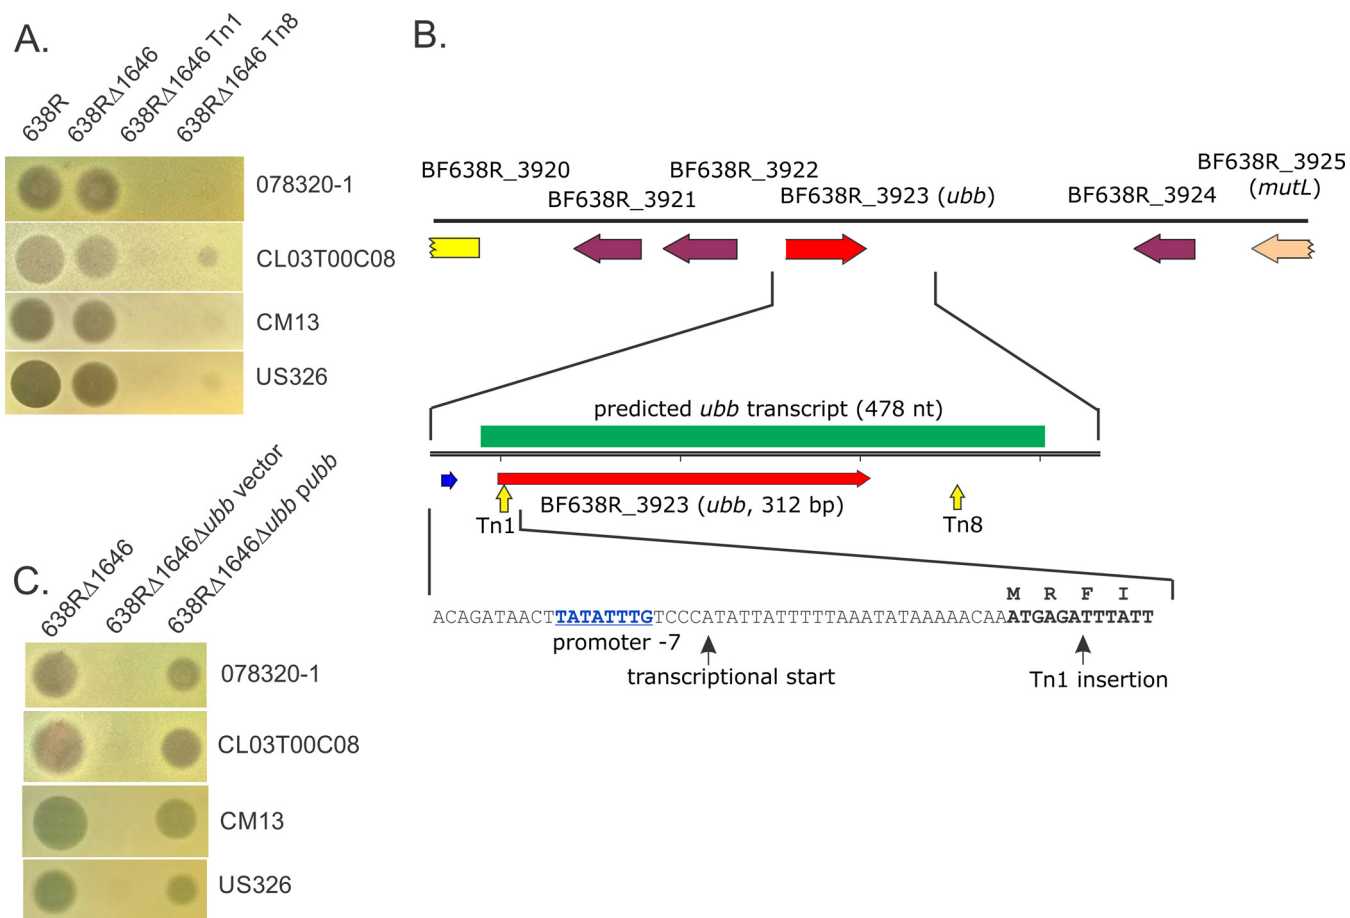 A.
638R
638RΔ1646
638RΔ1646 Tn1
638RΔ1646 Tn8
078320-1
CL03T00C08
CM13
US326
B.
BF638R_3920
BF638R_3921
BF638R_3922
BF638R_3923 (ubb)
BF638R_3924
BF638R_3925
(mutL)
predicted ubb transcript (478 nt)
Tn1
BF638R_3923 (ubb, 312 bp)
Tn8
M R F I
ACAGATAACTTATATTTGTCCCATATTATTTTTAAATATAAAAACAAATGAGATTTATT
promoter -7
transcriptional start
Tn1 insertion
C.
638RΔ1646
638RΔ1646Δubb vector
638RΔ1646Δubb pubb
078320-1
CL03T00C08
CM13
US326